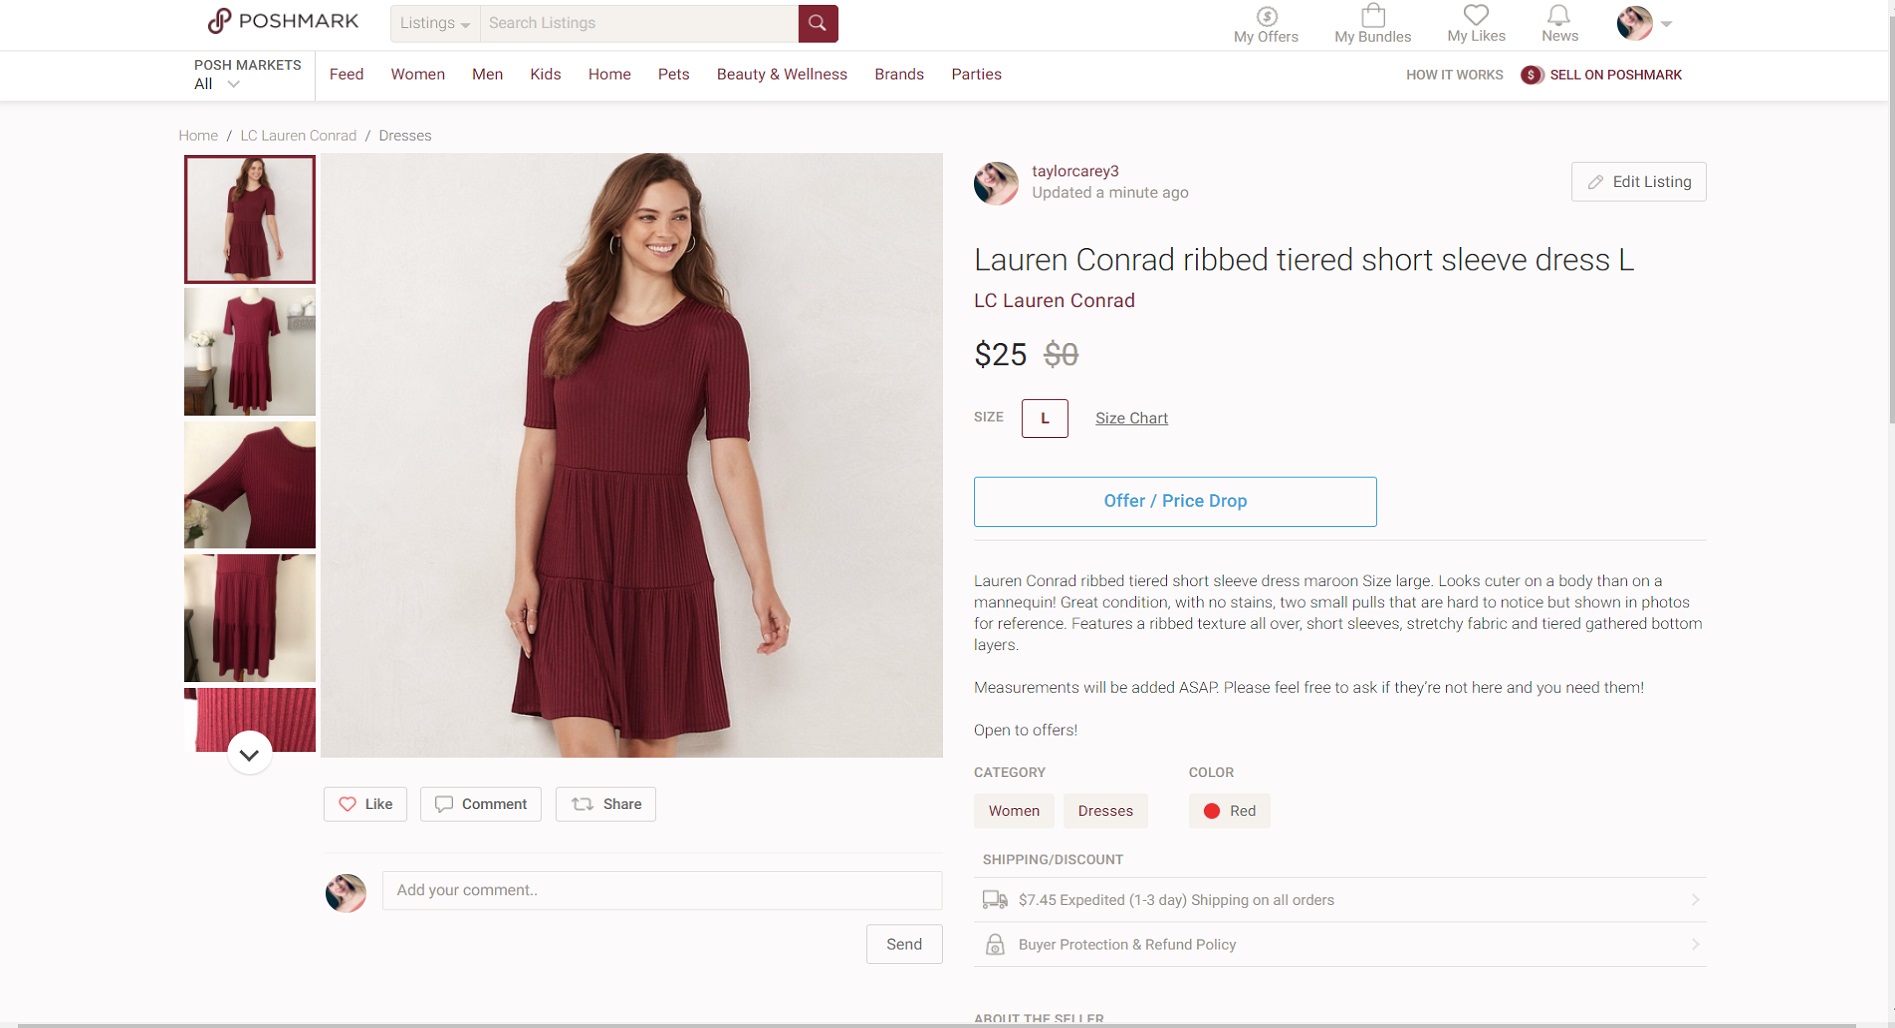 POSHMARK
Listings
Search Listings
My Offers
My Bundles
My Likes
News
POSH MARKETS
All
Feed
Women
Men
Kids
Home
Pets
Beauty & Wellness
Brands
Parties
HOW IT WORKS
$ SELL ON POSHMARK
Home / LC Lauren Conrad / Dresses
taylorcarey3
Updated a minute ago
Edit Listing
Lauren Conrad ribbed tiered short sleeve dress L
LC Lauren Conrad
$25 $0
SIZE L Size Chart
Offer / Price Drop
Lauren Conrad ribbed tiered short sleeve dress maroon Size large. Looks cuter on a body than on a
mannequin! Great condition, with no stains, two small pulls that are hard to notice but shown in photos
for reference. Features a ribbed texture all over, short sleeves, stretchy fabric and tiered gathered bottom
layers.
Measurements will be added ASAP. Please feel free to ask if they're not here and you need them!
Open to offers!
CATEGORY
Women
Dresses
COLOR
Red
SHIPPING/DISCOUNT
$7.45 Expedited (1-3 day) Shipping on all orders
Buyer Protection & Refund Policy
ABOUT THE SELLER
Like
Comment
Share
Add your comment..
Send